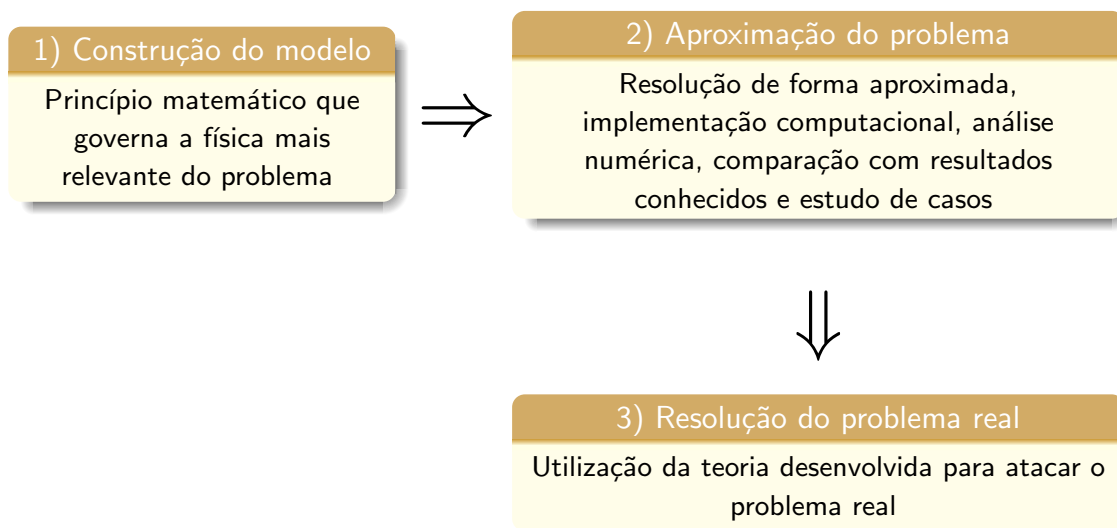 1) Construção do modelo
Princípio matemático que
governa a física mais
relevante do problema
2) Aproximação do problema
Resolução de forma aproximada,
implementação computacional, análise
numérica, comparação com resultados
conhecidos e estudo de casos
3) Resolução do problema real
Utilização da teoria desenvolvida para atacar o
problema real